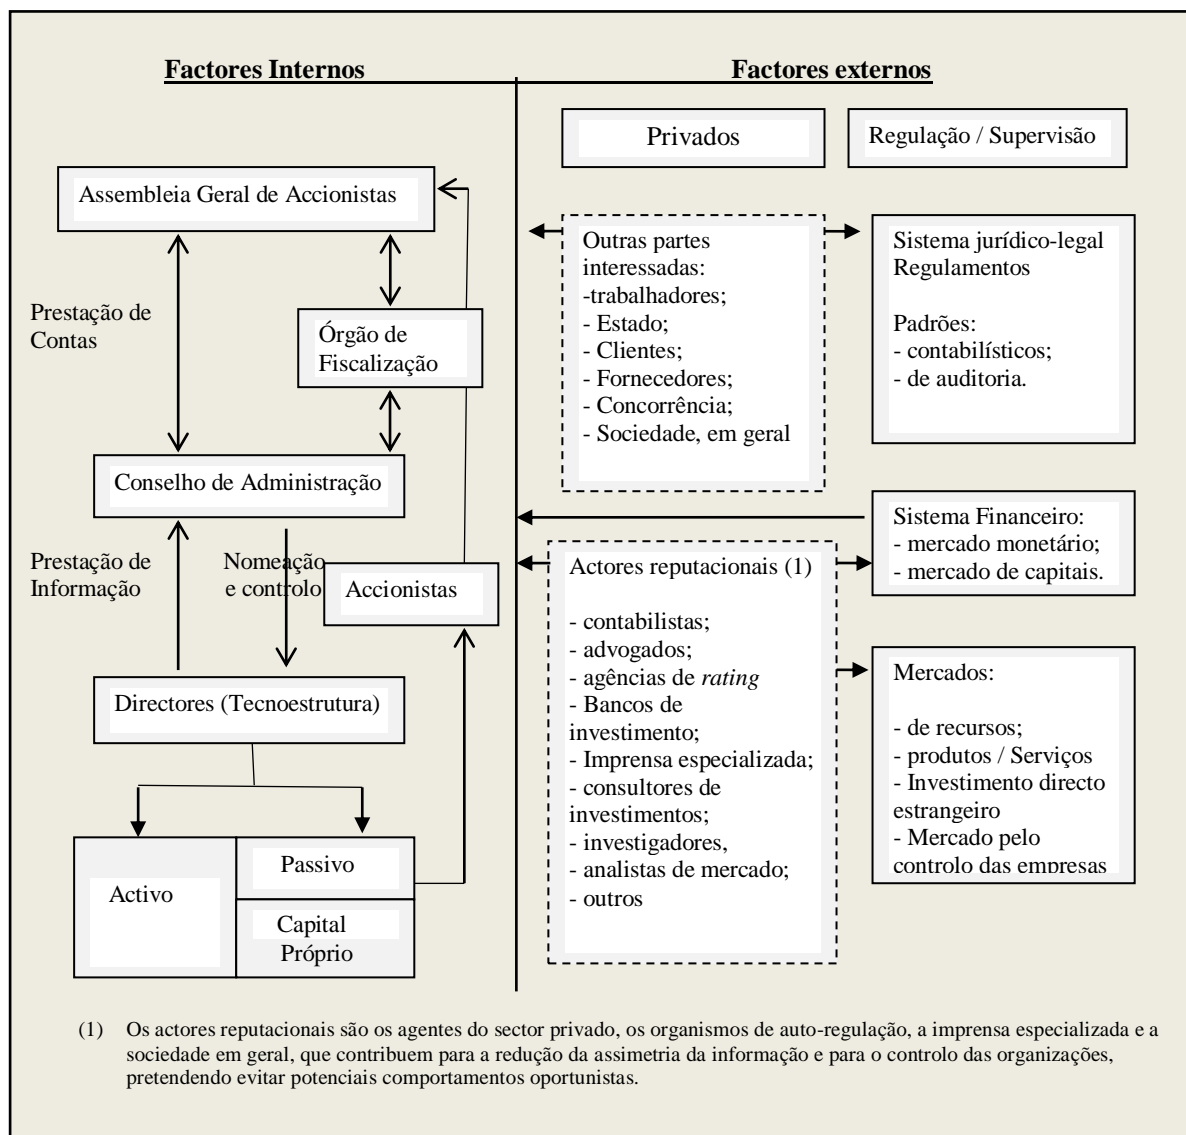 Factores Internos
Factores externos
Privados
Regulação / Supervisão
Assembleia Geral de Accionistas
Prestação de
Contas
Órgão de
Fiscalização
Conselho de Administração
Prestação de
Informação
Nomeação
e controlo
Accionistas
Directores (Tecnoestrutura)
Activo
Passivo
Capital
Próprio
Outras partes
interessadas:
-trabalhadores;
- Estado;
- Clientes;
- Fornecedores;
- Concorrência;
- Sociedade, em geral
Sistema jurídico-legal
Regulamentos
Padrões:
- contabilísticos;
- de auditoria.
Sistema Financeiro:
- mercado monetário;
- mercado de capitais.
Actores reputacionais (1)
- contabilistas;
- advogados;
- agências de rating
- Bancos de
investimento;
- Imprensa especializada;
- consultores de
investimentos;
- investigadores,
- analistas de mercado;
- outros
Mercados:
- de recursos;
- produtos / Serviços
- Investimento directo
estrangeiro
- Mercado pelo
controlo das empresas
(1) Os actores reputacionais são os agentes do sector privado, os organismos de auto-regulação, a imprensa especializada e a
sociedade em geral, que contribuem para a redução da assimetria da informação e para o controlo das organizações,
pretendendo evitar potenciais comportamentos oportunistas.